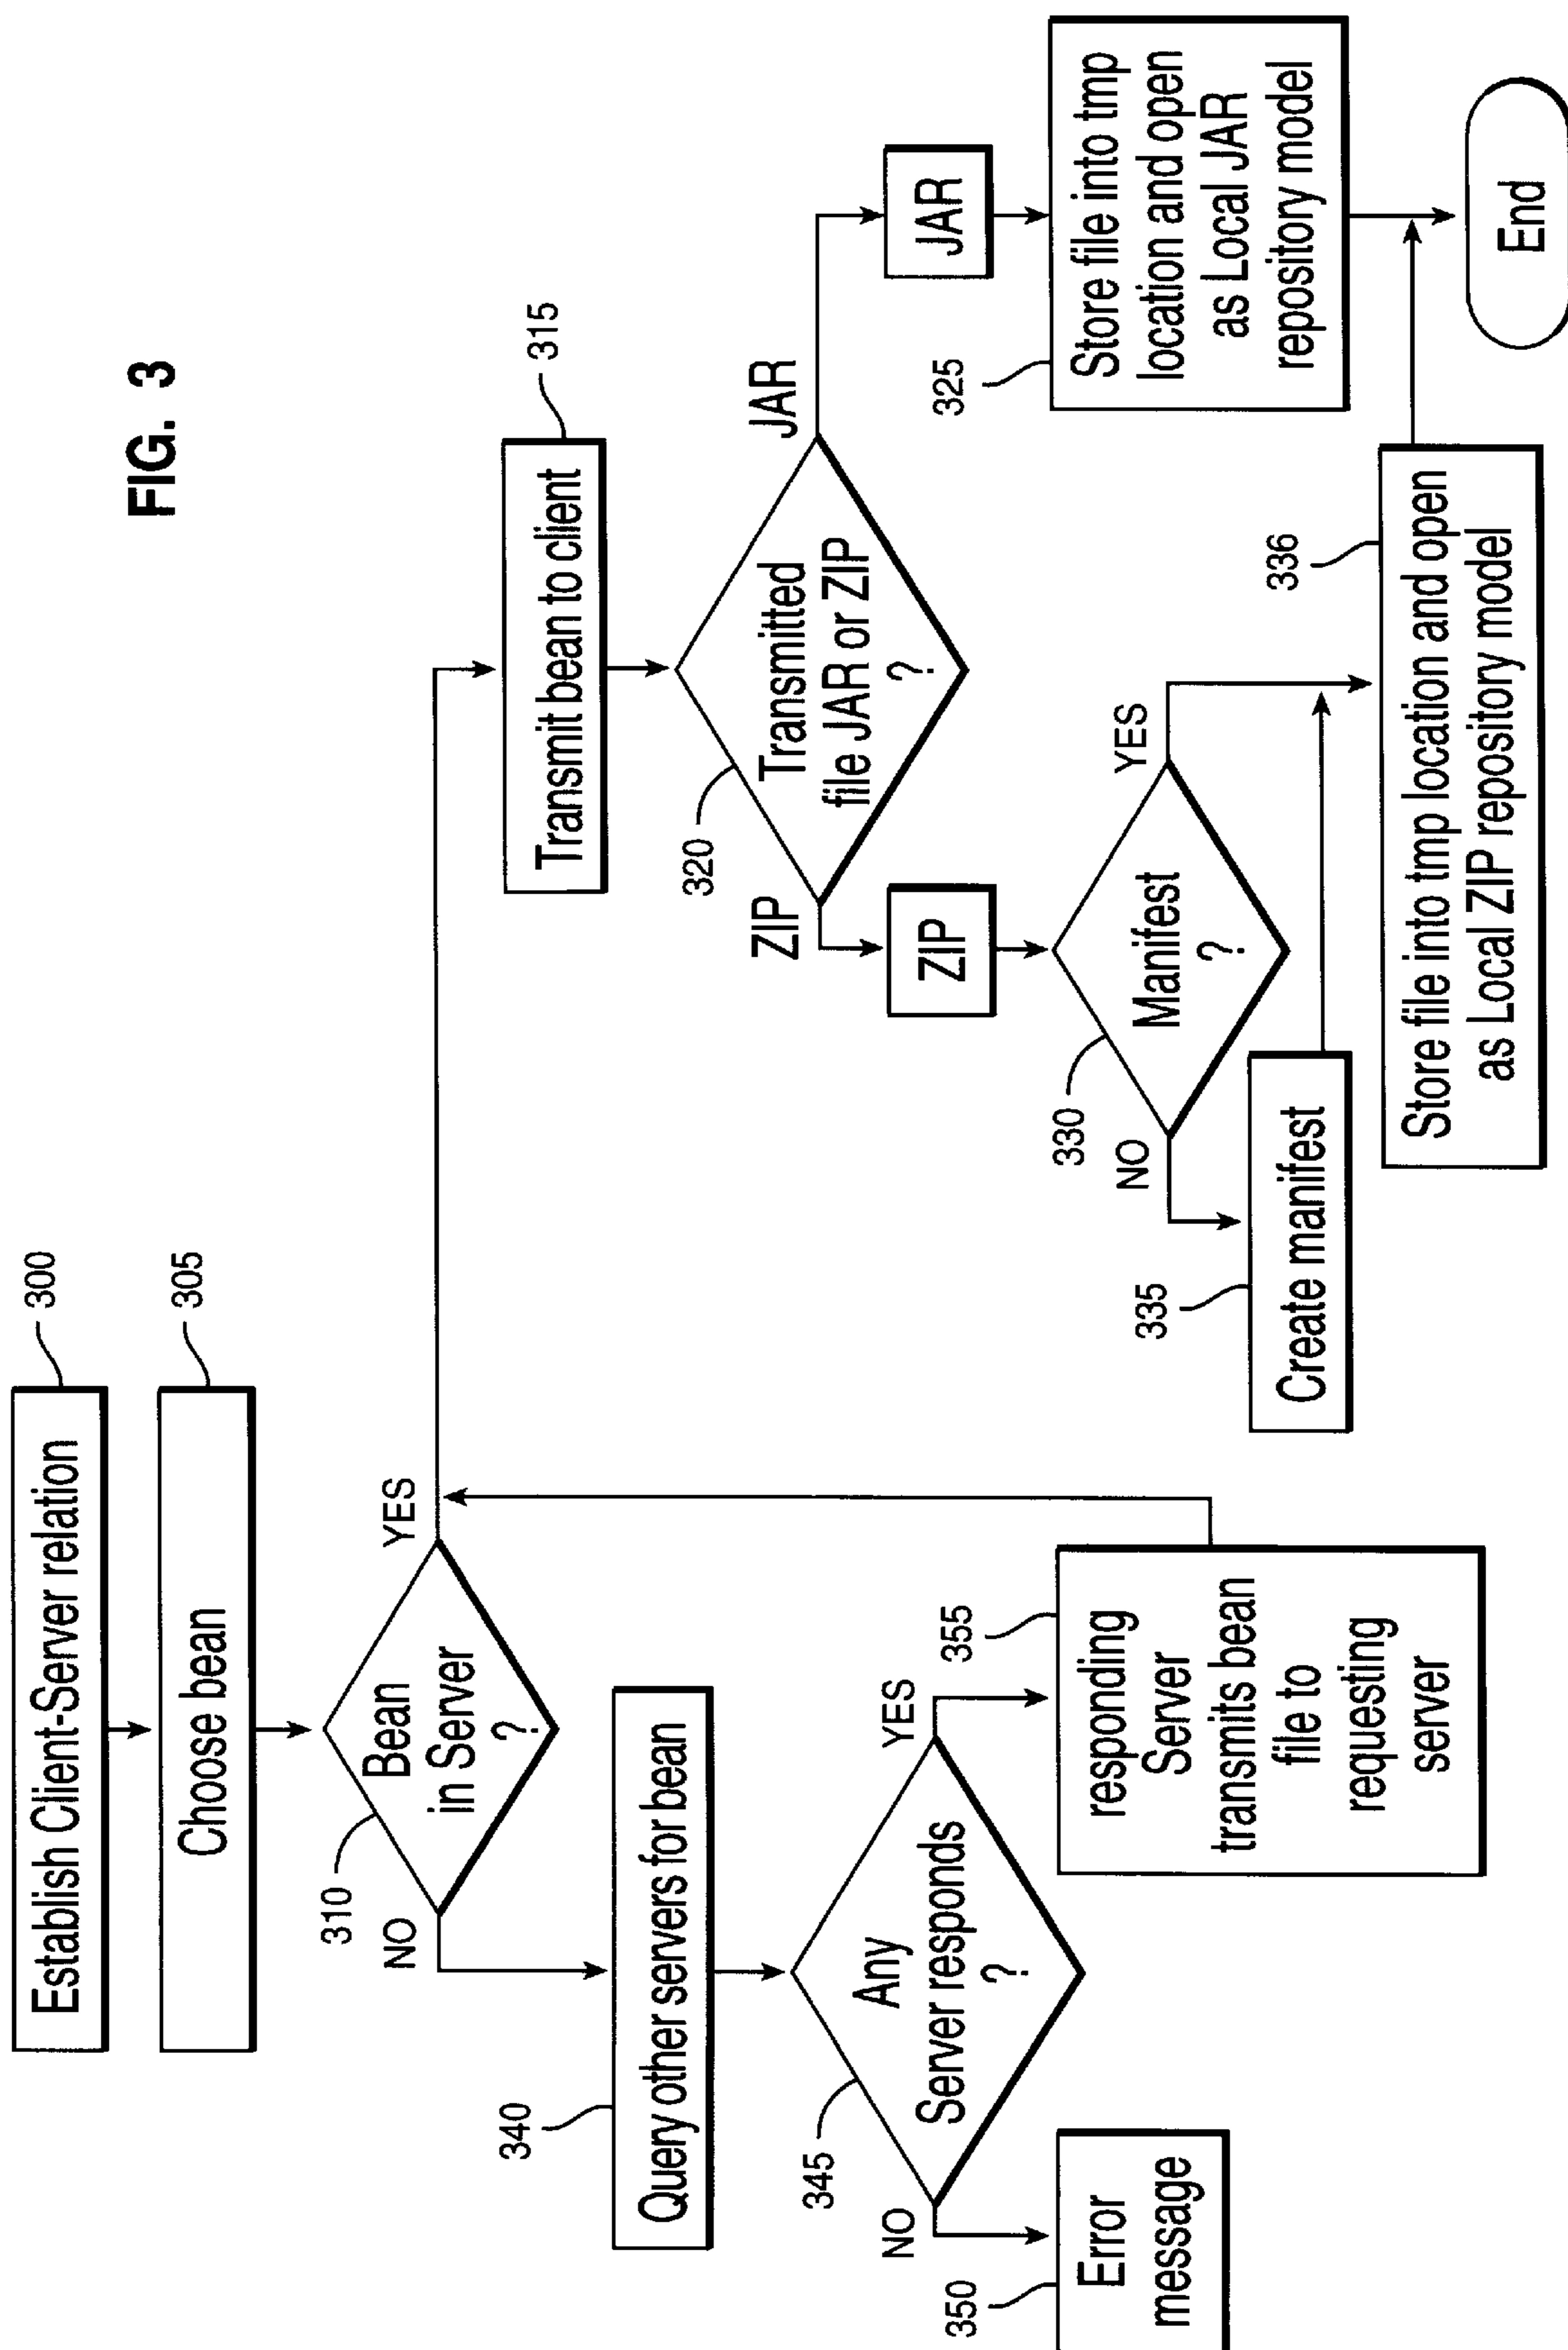 FIG. 3
300
Establish Client-Server relation
305
Choose bean
310
Bean
in Server
?
YES
NO
315
Transmit bean to client
320
Transmitted
file JAR or ZIP
?
ZIP
JAR
JAR
325
Store file into tmp
location and open
as Local JAR
repository model
ZIP
330
Manifest
?
YES
NO
335
Create manifest
336
Store file into tmp location and open
as Local ZIP repository model
End
340
Query other servers for bean
345
Any
Server responds
?
NO
YES
350
Error
message
355
responding
Server
transmits bean
file to
requesting
server